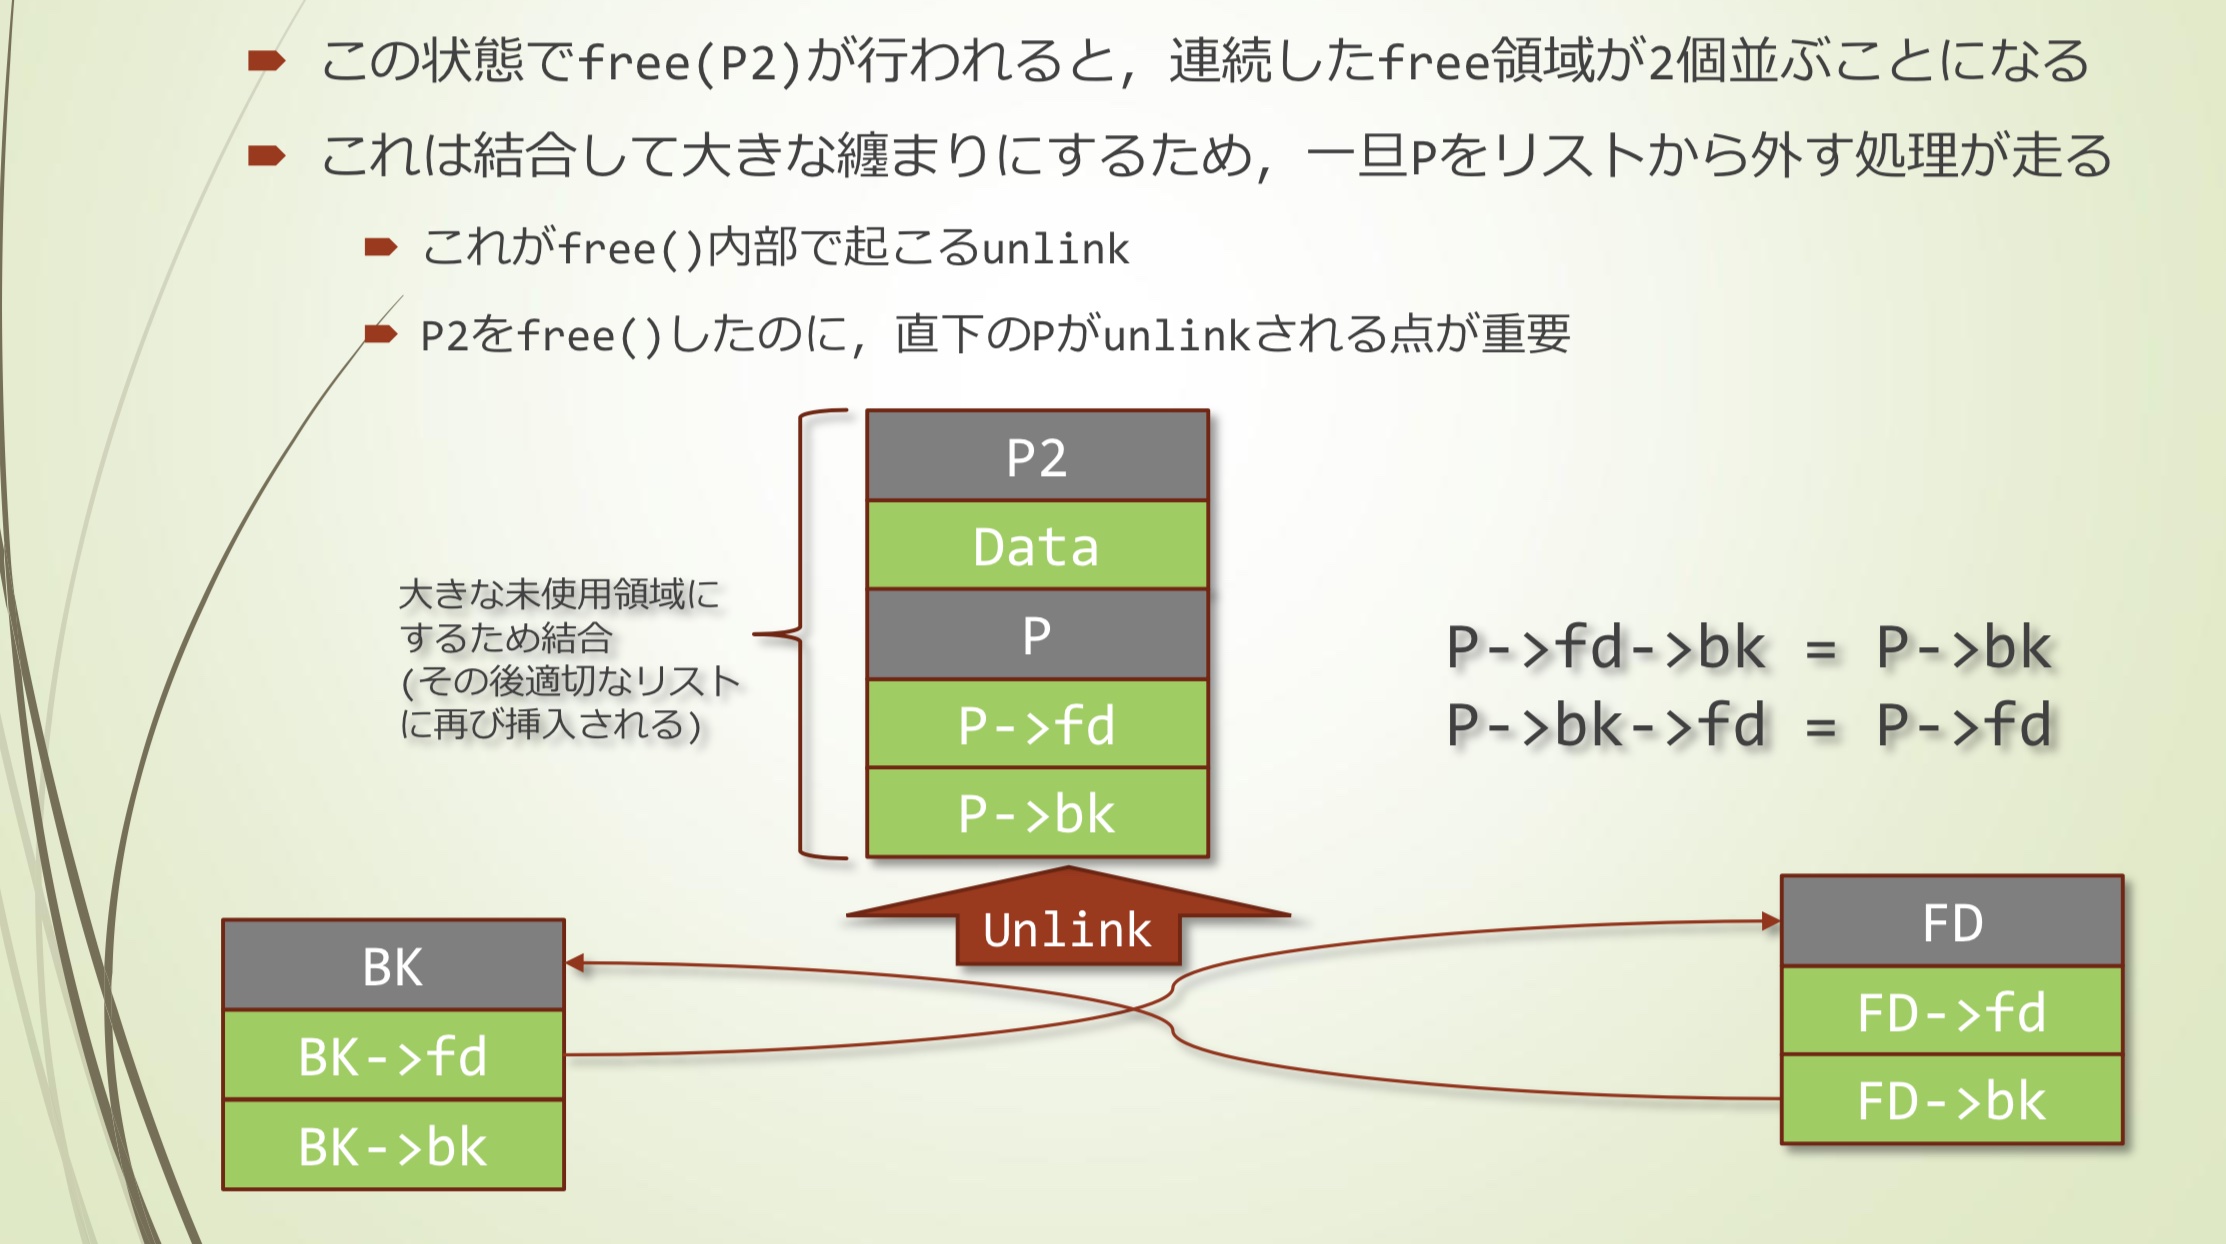 この状態でfree(P2)が行われると, 連続したfree領域が2個並ぶことになる
これは結合して大きな纏まりにするため, 一旦Pをリストから外す処理が走る
これがfree()内部で起こるunlink
P2をfree()したのに, 直下のPがunlinkされる点が重要
P2
Data
P
P->fd
P->bk
大きな未使用領域に
するため結合
(その後適切なリスト
に再び挿入される)
P->fd->bk = P->bk
P->bk->fd = P->fd
Unlink
BK
BK->fd
BK->bk
FD
FD->fd
FD->bk